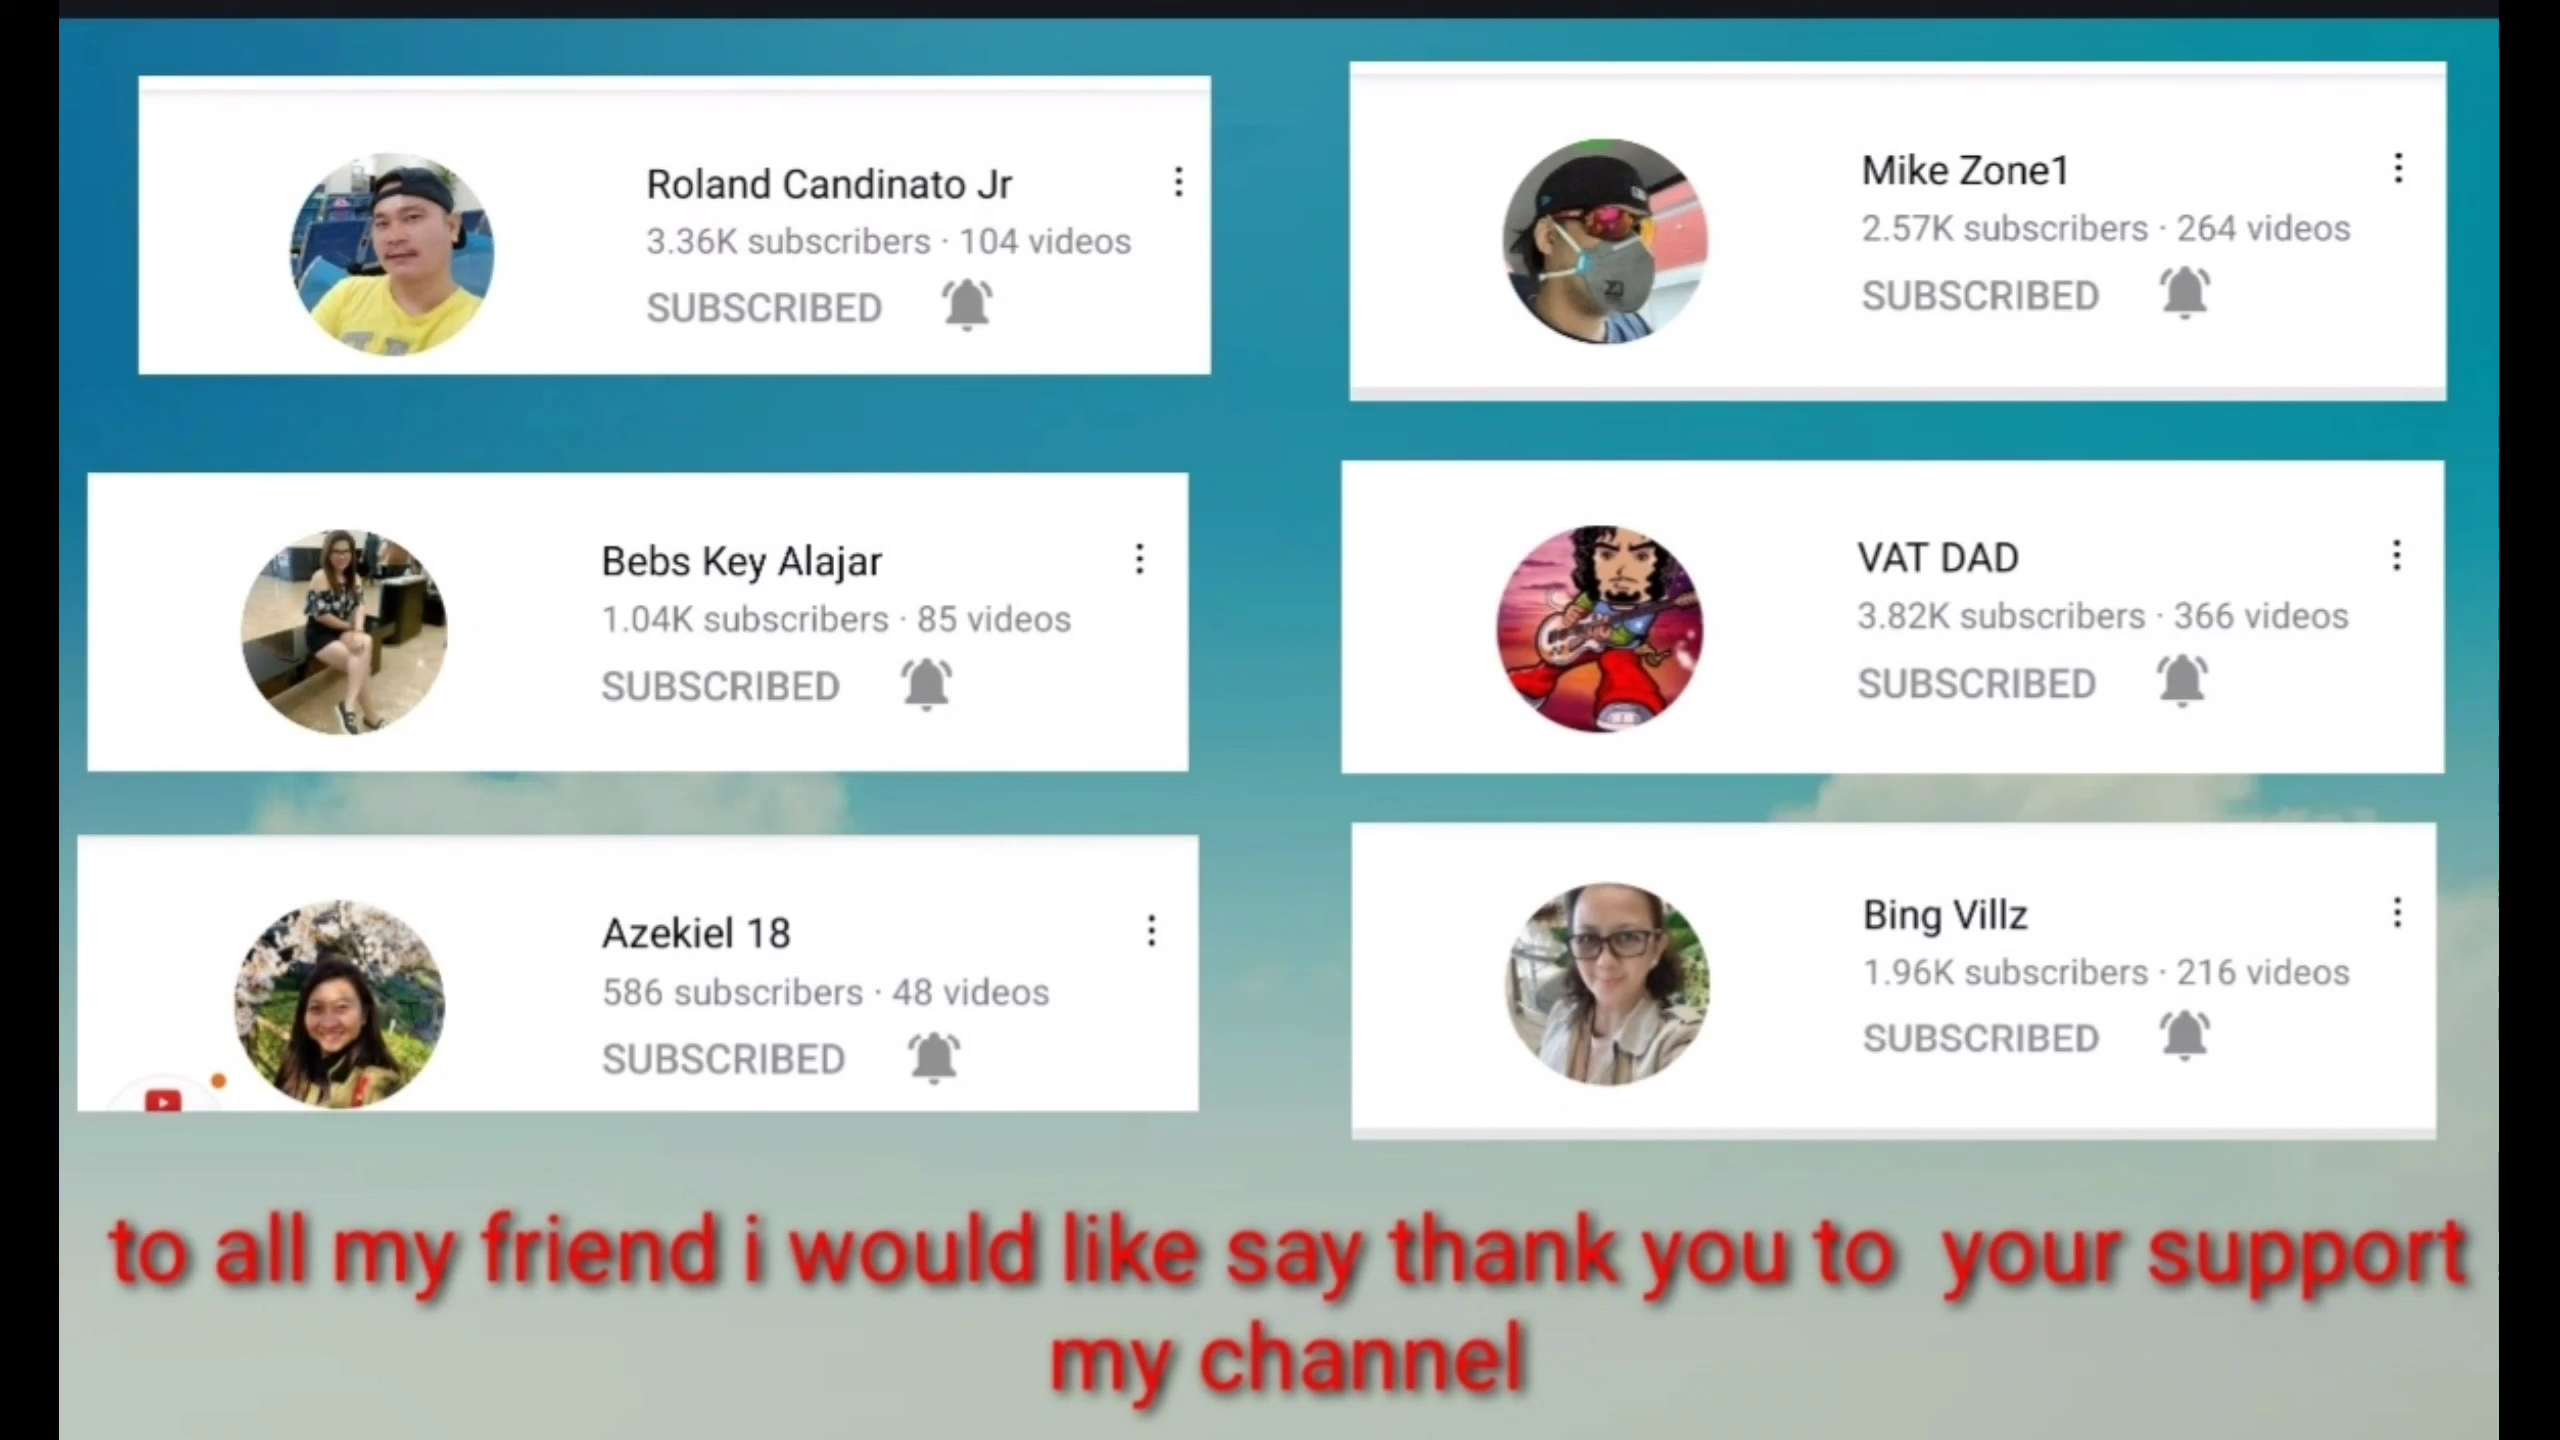 Roland Candinato Jr
3.36K subscribers · 104 videos
SUBSCRIBED
Mike Zone1
2.57K subscribers · 264 videos
SUBSCRIBED
Bebs Key Alajar
1.04K subscribers · 85 videos
SUBSCRIBED
VAT DAD
3.82K subscribers · 366 videos
SUBSCRIBED
Azekiel 18
586 subscribers · 48 videos
SUBSCRIBED
Bing Villz
1.96K subscribers · 216 videos
SUBSCRIBED
to all my friend i would like say thank you to  your support
my channel